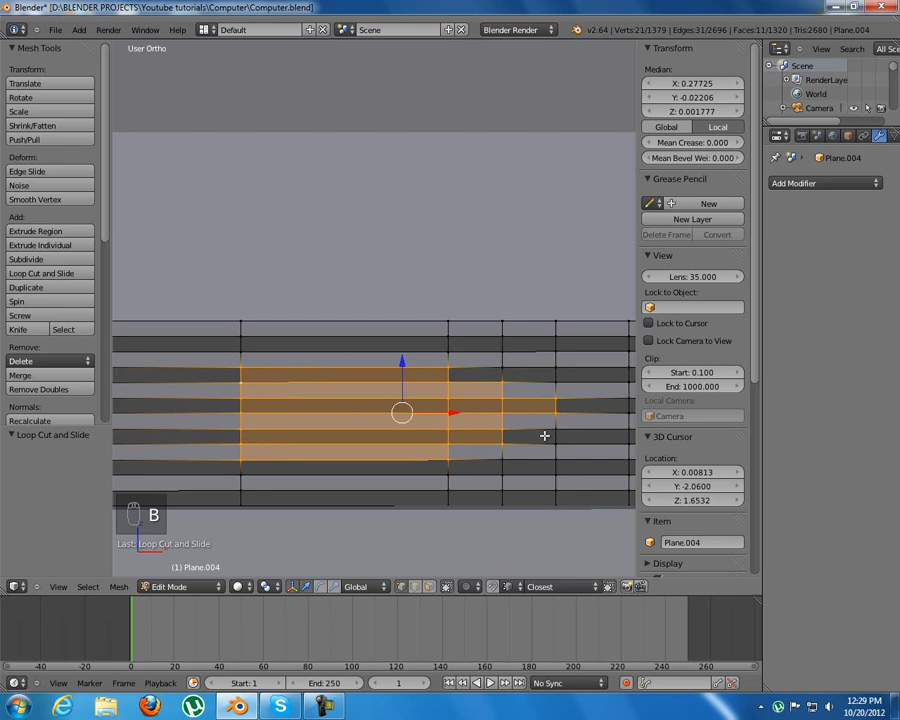 Blender* [D:\BLENDER PROJECTS\Youtube tutorials\Computer\Computer.blend]
File Add Render Window Help Default Scene Blender Render v2.64 | Verts:21/1379 | Edges:31/2696 | Faces:11/1320 | Tris:2680 | Plane.004
Mesh Tools
Transform:
Translate
Rotate
Scale
Shrink/Fatten
Push/Pull
Deform:
Edge Slide
Noise
Smooth Vertex
Add:
Extrude Region
Extrude Individual
Subdivide
Loop Cut and Slide
Duplicate
Spin
Screw
Knife Select
Remove:
Delete
Merge
Remove Doubles
Normals:
Recalculate
Loop Cut and Slide
User Ortho
B
Last: Loop Cut and Slide
(1) Plane.004
Transform
Median:
X: 0.27725
Y: -0.02206
Z: 0.001777
Global Local
Mean Crease: 0.000
Mean Bevel Wei: 0.000
Grease Pencil
New
New Layer
Delete Frame Convert
View
Lens: 35.000
Lock to Object:
Lock to Cursor
Lock Camera to View
Clip:
Start: 0.100
End: 1000.000
Local Camera:
Camera
3D Cursor
Location:
X: 0.00813
Y: -2.0600
Z: 1.6532
Item
Plane.004
Display
View Search All Sce
Scene
RenderLaye
World
Camera
Plane.004
Add Modifier
View Select Mesh Edit Mode Global Closest
-40 -20 0 20 40 60 80 100 120 140 160 180 200 220 240 260
View Marker Frame Playback Start: 1 End: 250 1 No Sync
12:29 PM
10/20/2012